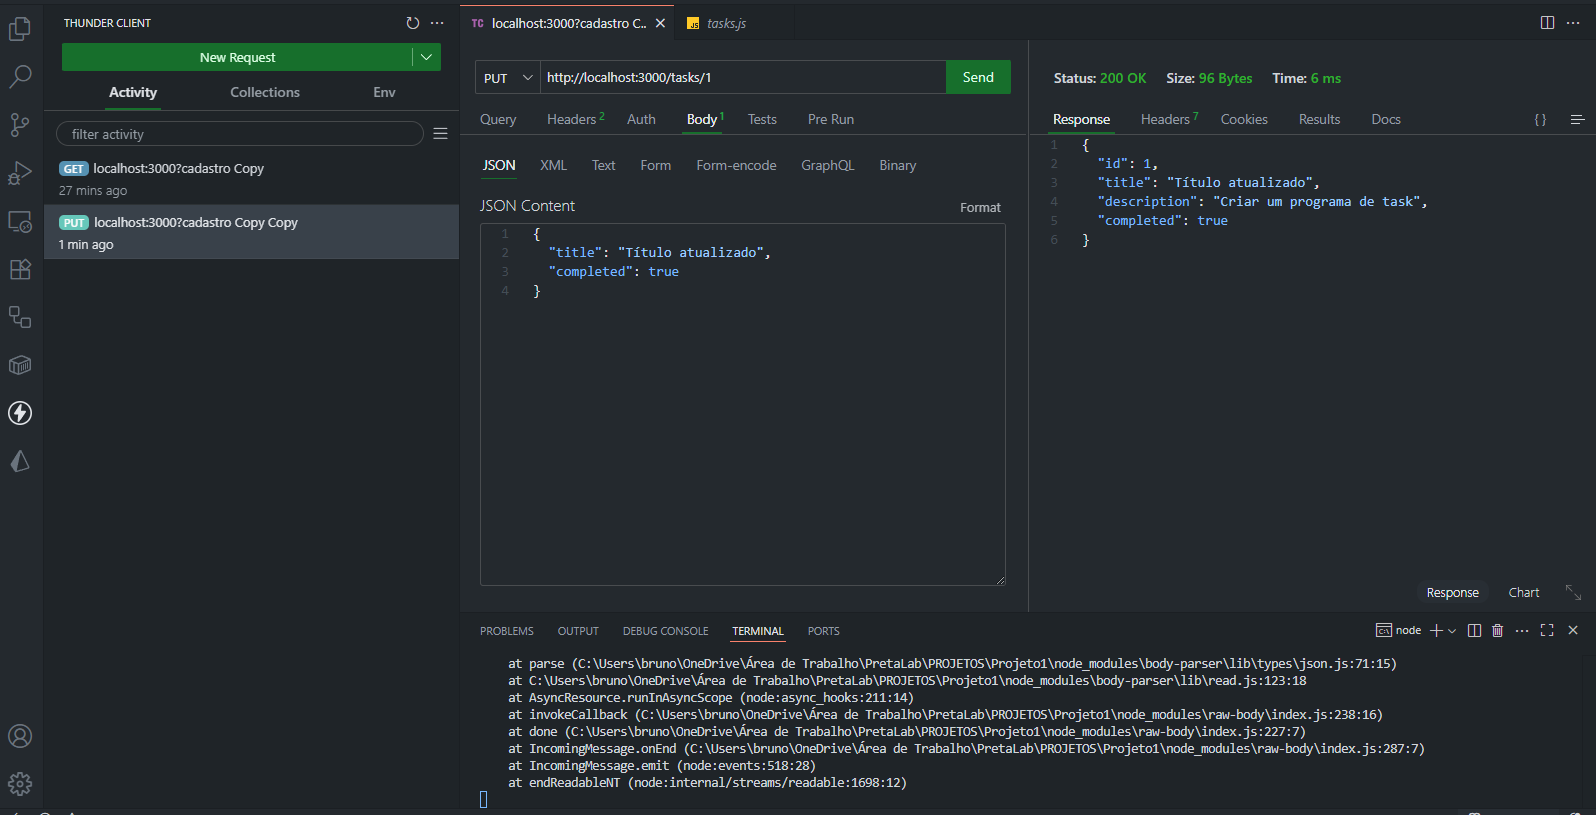 THUNDER CLIENT
New Request
Activity
Collections
Env
filter activity
GET localhost:3000?cadastro Copy
27 mins ago
PUT localhost:3000?cadastro Copy Copy
1 min ago
TC localhost:3000?cadastro C..
JS tasks.js
PUT
http://localhost:3000/tasks/1
Send
Query
Headers 2
Auth
Body 1
Tests
Pre Run
JSON
XML
Text
Form
Form-encode
GraphQL
Binary
JSON Content
Format
1 {
2 "title": "Título atualizado",
3 "completed": true
4 }
Status: 200 OK
Size: 96 Bytes
Time: 6 ms
Response
Headers 7
Cookies
Results
Docs
{ }
1 {
2 "id": 1,
3 "title": "Título atualizado",
4 "description": "Criar um programa de task",
5 "completed": true
6 }
Response
Chart
PROBLEMS
OUTPUT
DEBUG CONSOLE
TERMINAL
PORTS
node
at parse (C:\Users\bruno\OneDrive\Área de Trabalho\PretaLab\PROJETOS\Projeto1\node_modules\body-parser\lib\types\json.js:71:15)
at C:\Users\bruno\OneDrive\Área de Trabalho\PretaLab\PROJETOS\Projeto1\node_modules\body-parser\lib\read.js:123:18
at AsyncResource.runInAsyncScope (node:async_hooks:211:14)
at invokeCallback (C:\Users\bruno\OneDrive\Área de Trabalho\PretaLab\PROJETOS\Projeto1\node_modules\raw-body\index.js:238:16)
at done (C:\Users\bruno\OneDrive\Área de Trabalho\PretaLab\PROJETOS\Projeto1\node_modules\raw-body\index.js:227:7)
at IncomingMessage.onEnd (C:\Users\bruno\OneDrive\Área de Trabalho\PretaLab\PROJETOS\Projeto1\node_modules\raw-body\index.js:287:7)
at IncomingMessage.emit (node:events:518:28)
at endReadableNT (node:internal/streams/readable:1698:12)